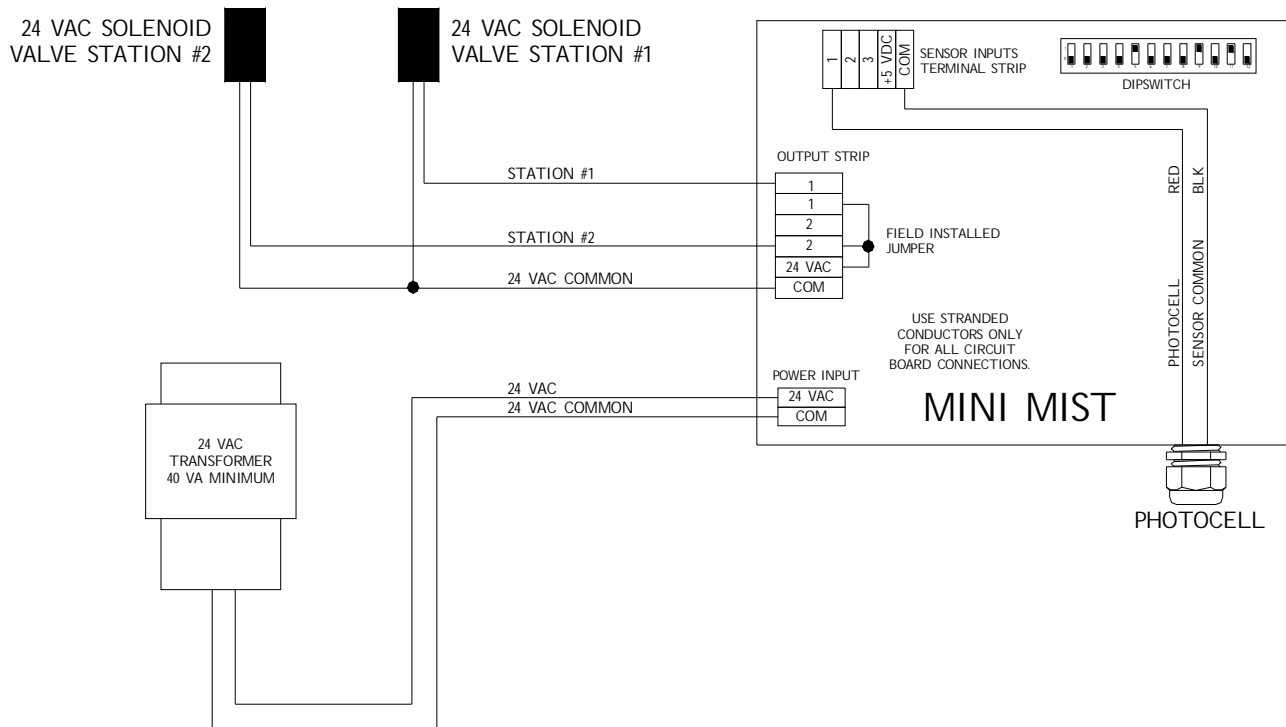 24 VAC SOLENOID
VALVE STATION #2
24 VAC SOLENOID
VALVE STATION #1
1
2
3
+5 VDC
COM
SENSOR INPUTS
TERMINAL STRIP
DIPSWITCH
OUTPUT STRIP
STATION #1
1
1
2
STATION #2
2
24 VAC
24 VAC COMMON
COM
FIELD INSTALLED
JUMPER
RED
BLK
PHOTOCELL
SENSOR COMMON
USE STRANDED
CONDUCTORS ONLY
FOR ALL CIRCUIT
BOARD CONNECTIONS.
POWER INPUT
24 VAC
24 VAC
24 VAC COMMON
COM
MINI MIST
24 VAC
TRANSFORMER
40 VA MINIMUM
PHOTOCELL